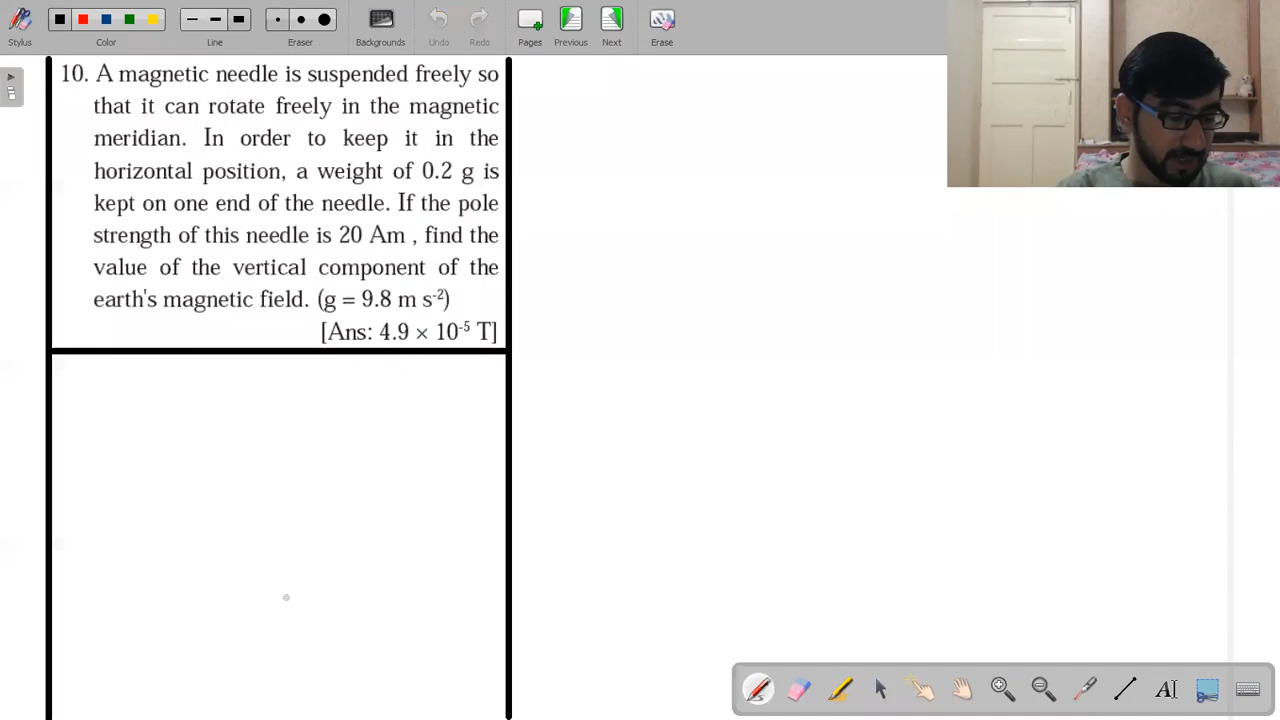 Stylus
Color
Line
Eraser
Backgrounds
Undo
Redo
Pages
Previous
Next
Erase
10. A magnetic needle is suspended freely so
that it can rotate freely in the magnetic
meridian. In order to keep it in the
horizontal position, a weight of 0.2 g is
kept on one end of the needle. If the pole
strength of this needle is 20 Am , find the
value of the vertical component of the
earth's magnetic field. (g = 9.8 m s⁻²)
[Ans: 4.9 × 10⁻⁵ T]